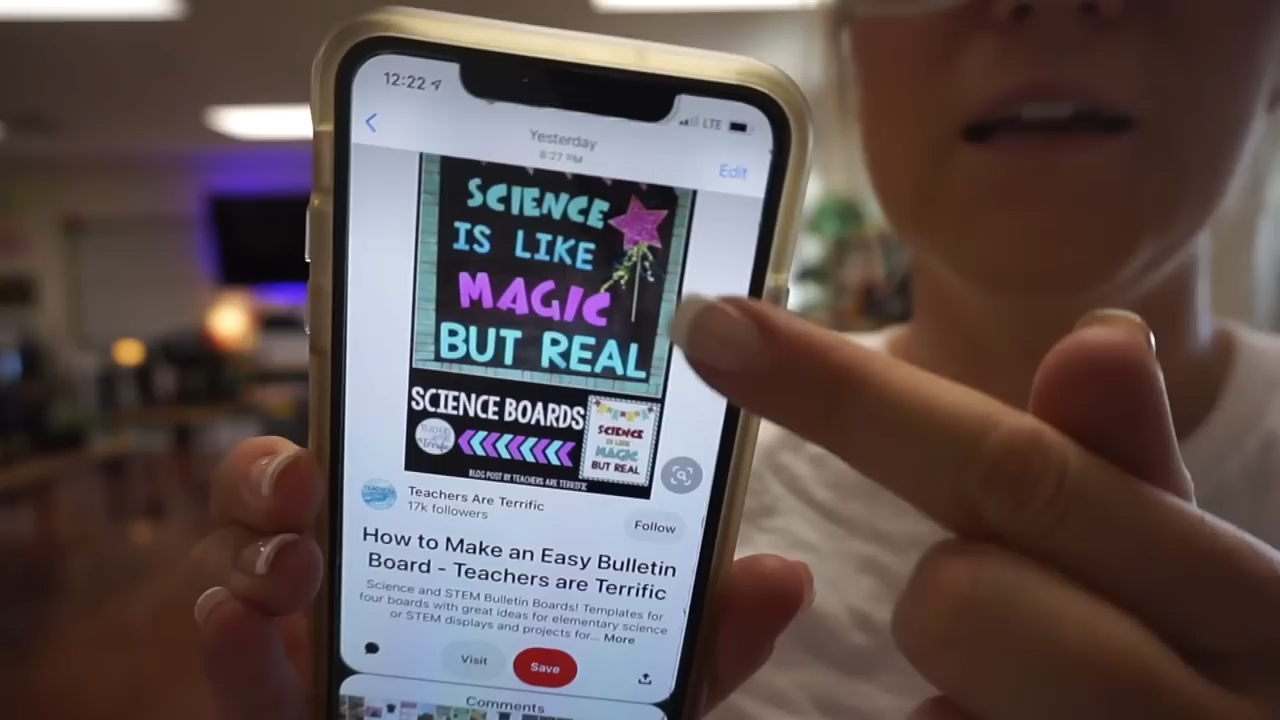 12:22
LTE
Yesterday
8:27 PM
Edit
SCIENCE
IS LIKE
MAGIC
BUT REAL
SCIENCE BOARDS
SCIENCE
IS LIKE
MAGIC
BUT REAL
BLOG POST BY TEACHERS ARE TERRIFIC
Teachers Are Terrific
17k followers
Follow
How to Make an Easy Bulletin
Board - Teachers are Terrific
Science and STEM Bulletin Boards! Templates for
four boards with great ideas for elementary science
or STEM displays and projects for... More
Visit
Save
Comments